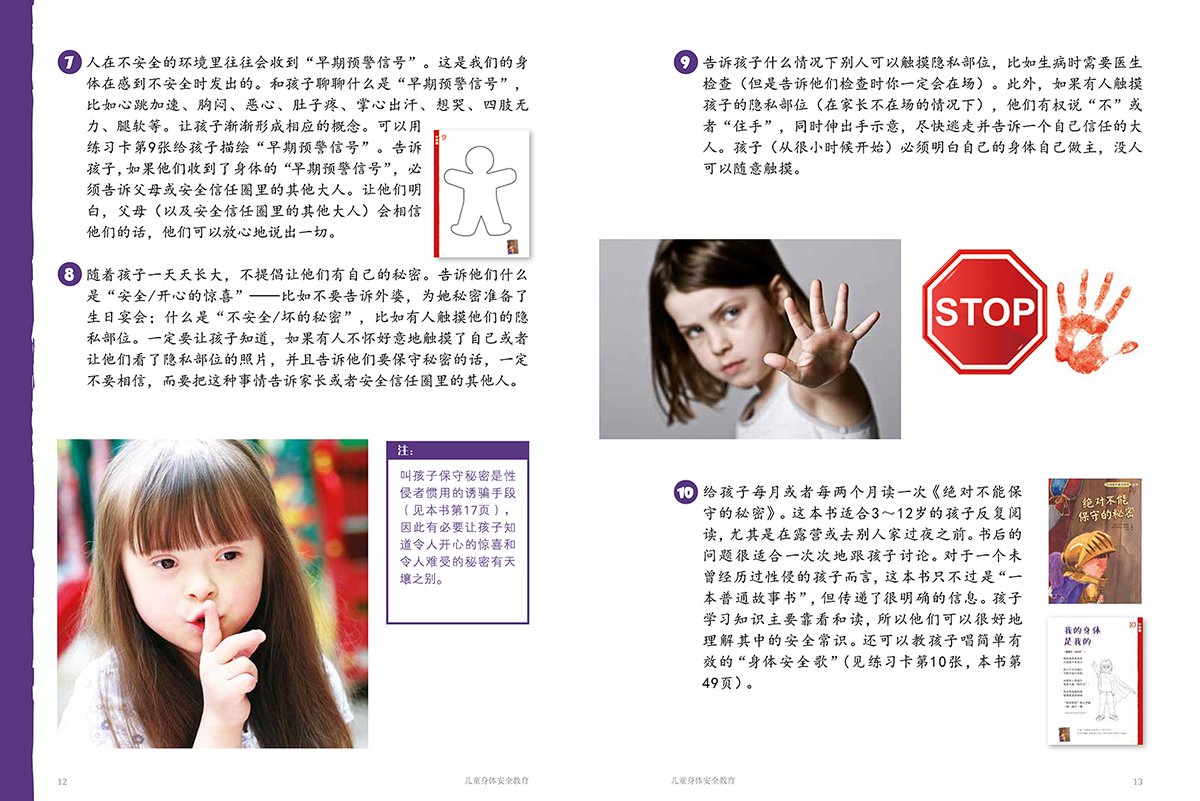 7 人在不安全的环境里往往会收到“早期预警信号”。这是我们的身
体在感到不安全时发出的。和孩子聊聊什么是“早期预警信号”，
比如心跳加速、胸闷、恶心、肚子疼、掌心出汗、想哭、四肢无
力、腿软等。让孩子渐渐形成相应的概念。可以用
练习卡第9张给孩子描绘“早期预警信号”。告诉
孩子，如果他们收到了身体的“早期预警信号”，必
须告诉父母或安全信任圈里的其他大人。让他们明
白，父母（以及安全信任圈里的其他大人）会相信
他们的话，他们可以放心地说出一切。
9
8 随着孩子一天天长大，不提倡让他们有自己的秘密。告诉他们什么
是“安全/开心的惊喜”——比如不要告诉外婆，为她秘密准备了
生日宴会；什么是“不安全/坏的秘密”，比如有人触摸他们的隐
私部位。一定要让孩子知道，如果有人不怀好意地触摸了自己或者
让他们看了隐私部位的照片，并且告诉他们要保守秘密的话，一定
不要相信，而要把这种事情告诉家长或者安全信任圈里的其他人。
注：
叫孩子保守秘密是性
侵者惯用的诱骗手段
（见本书第17页），
因此有必要让孩子知
道令人开心的惊喜和
令人难受的秘密有天
壤之别。
12
儿童身体安全教育
9 告诉孩子什么情况下别人可以触摸隐私部位，比如生病时需要医生
检查（但是告诉他们检查时你一定会在场）。此外，如果有人触摸
孩子的隐私部位（在家长不在场的情况下），他们有权说“不”或
者“住手”，同时伸出手示意，尽快逃走并告诉一个自己信任的大
人。孩子（从很小时候开始）必须明白自己的身体自己做主，没人
可以随意触摸。
STOP
10 给孩子每月或者每两个月读一次《绝对不能保
守的秘密》。这本书适合3～12岁的孩子反复阅
读，尤其是在露营或去别人家过夜之前。书后的
问题很适合一次次地跟孩子讨论。对于一个未
曾经历过性侵的孩子而言，这本书只不过是“一
本普通故事书”，但传递了很明确的信息。孩子
学习知识主要靠看和读，所以他们可以很好地
理解其中的安全常识。还可以教孩子唱简单有
效的“身体安全歌”（见练习卡第10张，本书第
49页）。
绝对不能
保守的秘密
10
我的身体
是我的
儿童身体安全教育
13